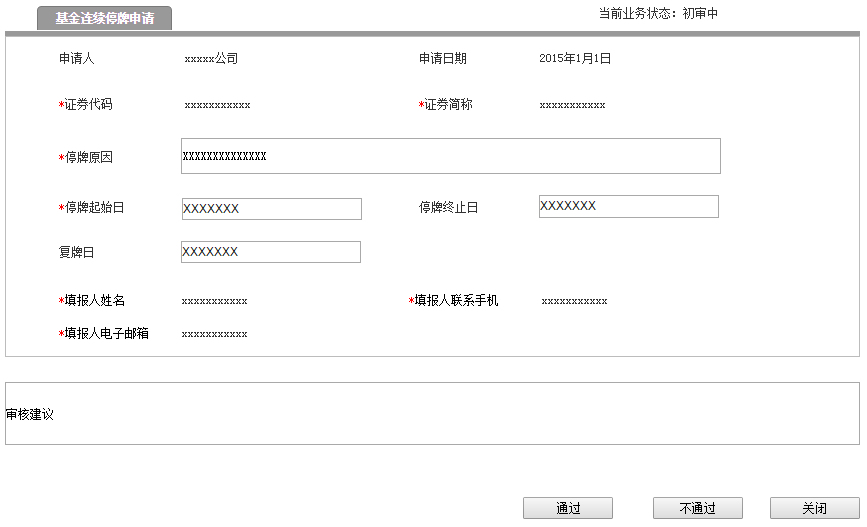 基金连续停牌申请 当前业务状态：初审中
申请人 xxxxx公司 申请日期 2015年1月1日
*证券代码 xxxxxxxxxxx *证券简称 xxxxxxxxxxx
*停牌原因 XXXXXXXXXXXXXX
*停牌起始日 XXXXXXX 停牌终止日 XXXXXXX
复牌日 XXXXXXX
*填报人姓名 xxxxxxxxxxx *填报人联系手机 xxxxxxxxxxx
*填报人电子邮箱 xxxxxxxxxxx
审核建议
通过 不通过 关闭